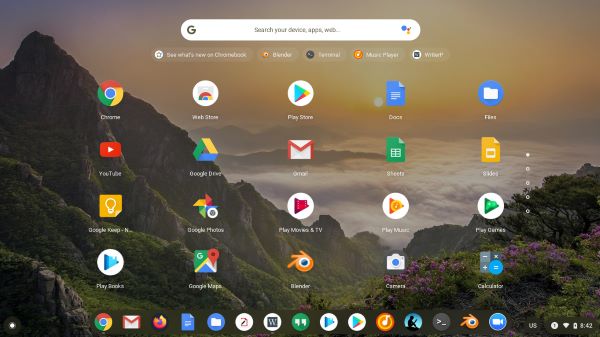 Search your device, apps, web...
See what's new on Chromebook
Blender
Terminal
Music Player
WriterP
Chrome
Web Store
Play Store
Docs
Files
YouTube
Google Drive
Gmail
Sheets
Slides
Google Keep - N...
Google Photos
Play Movies & TV
Play Music
Play Games
Play Books
Google Maps
Blender
Camera
Calculator
US
8:42